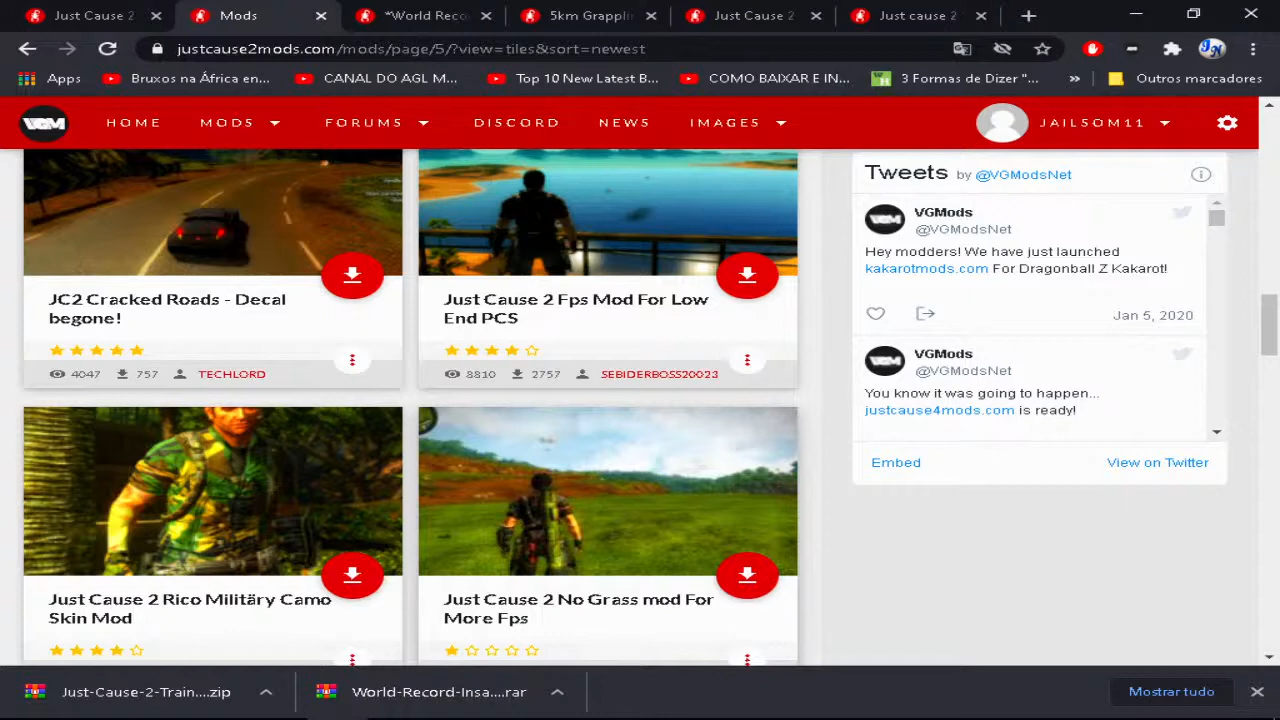 Just Cause 2
Mods
*World Reco
5km Grapplin
Just Cause 2
Just cause 2
justcause2mods.com/mods/page/5/?view=tiles&sort=newest
Apps
Bruxos na África en...
CANAL DO AGL M...
Top 10 New Latest B...
COMO BAIXAR E IN...
3 Formas de Dizer "...
»
Outros marcadores
VGM
HOME
MODS
FORUMS
DISCORD
NEWS
IMAGES
JAILSOM11
JC2 Cracked Roads - Decal
begone!
4047
757
TECHLORD
Just Cause 2 Fps Mod For Low
End PCS
8810
2757
SEBIDERBOSS20023
Just Cause 2 Rico Militäry Camo
Skin Mod
Just Cause 2 No Grass mod For
More Fps
Tweets by @VGModsNet
VGMods
@VGModsNet
Hey modders! We have just launched
kakarotmods.com For Dragonball Z Kakarot!
Jan 5, 2020
VGMods
@VGModsNet
You know it was going to happen...
justcause4mods.com is ready!
Embed
View on Twitter
Just-Cause-2-Train....zip
World-Record-Insa....rar
Mostrar tudo